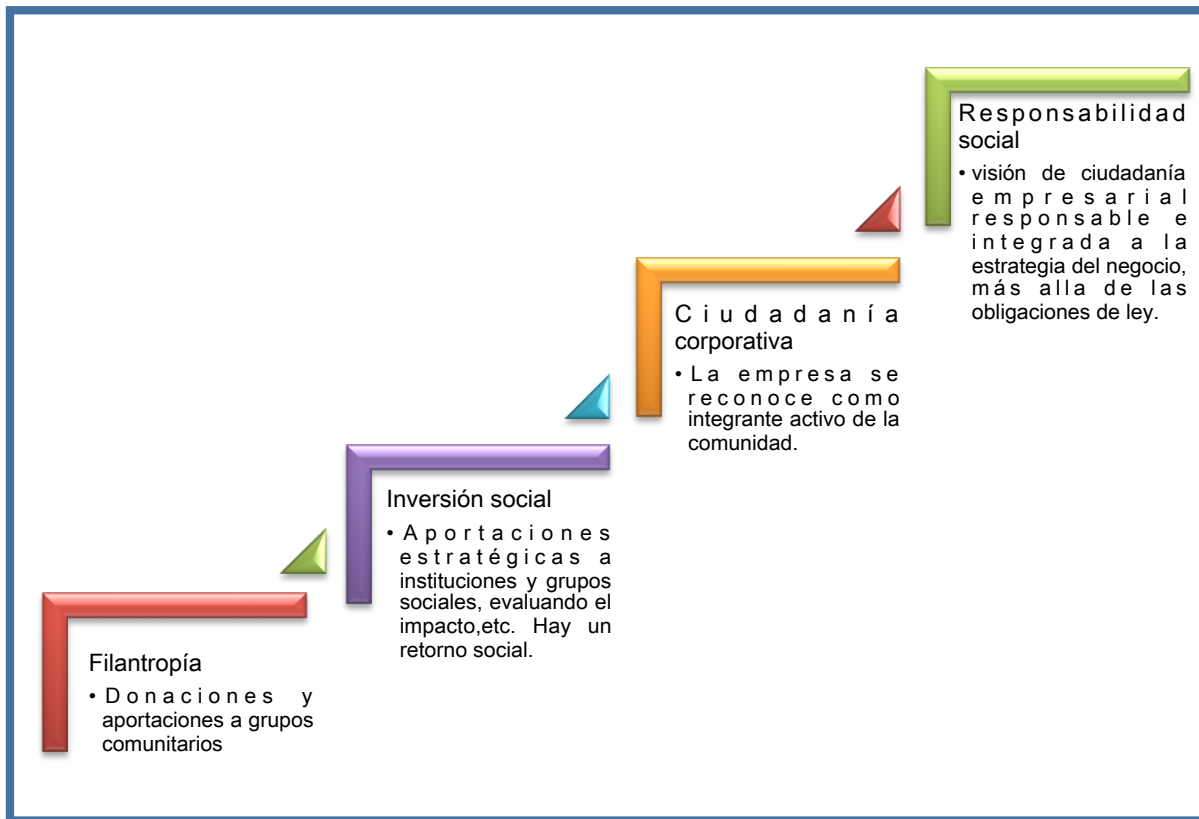 Responsabilidad
social
• visión de ciudadanía
empresarial
responsable e
integrada a la
estrategia del negocio,
más alla de las
obligaciones de ley.
Ciudadanía
corporativa
• La empresa se
reconoce como
integrante activo de la
comunidad.
Inversión social
• Aportaciones
estratégicas a
instituciones y grupos
sociales, evaluando el
impacto,etc. Hay un
retorno social.
Filantropía
• Donaciones y
aportaciones a grupos
comunitarios